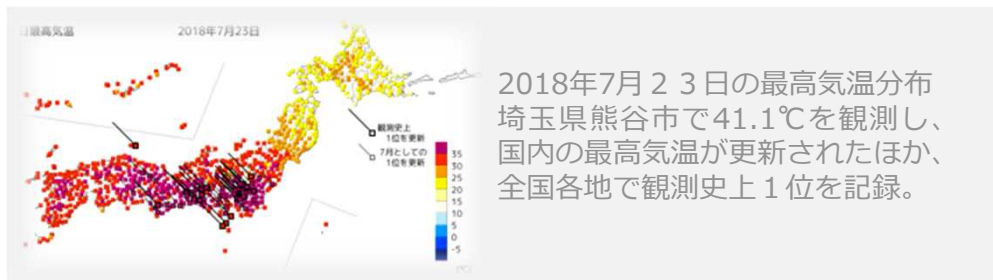 日最高気温
2018年7月23日
観測史上
1位を更新
7月としての
1位を更新
35
30
25
20
15
10
5
0
-5
(℃)
2018年7月２３日の最高気温分布
埼玉県熊谷市で41.1℃を観測し、
国内の最高気温が更新されたほか、
全国各地で観測史上１位を記録。